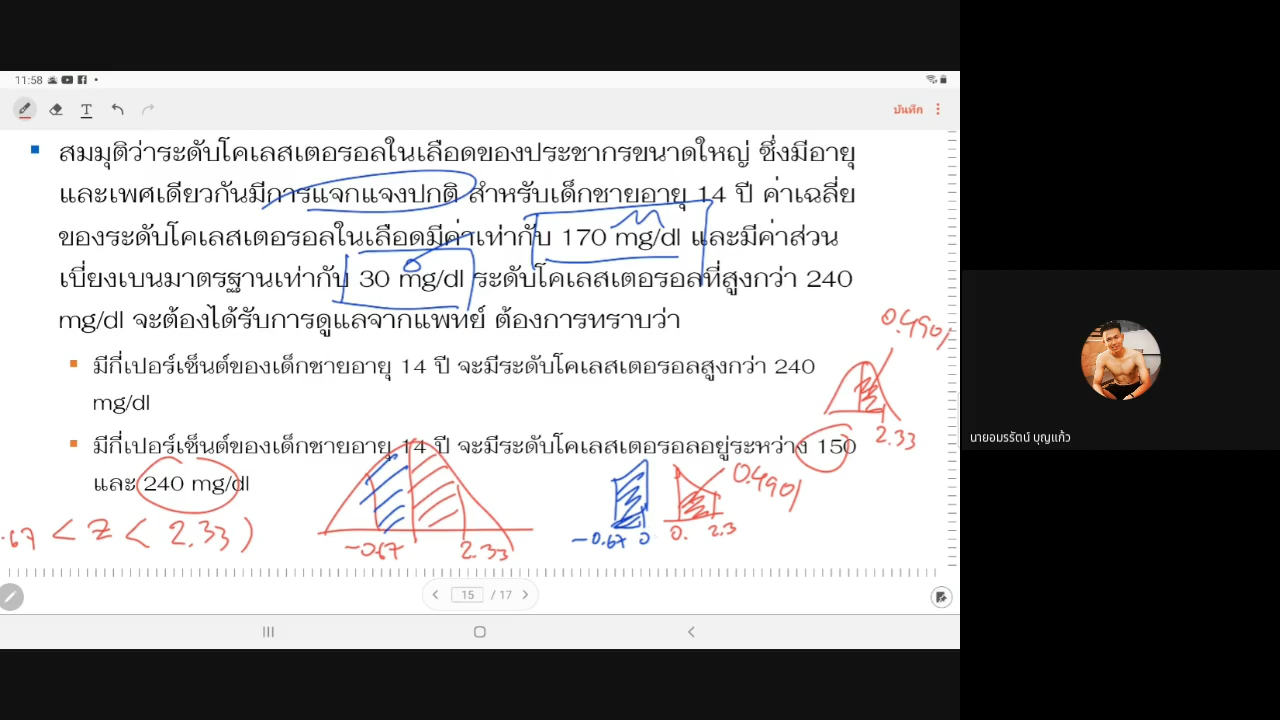 11:58
บันทึก
สมมุติว่าระดับโคเลสเตอรอลในเลือดของประชากรขนาดใหญ่ ซึ่งมีอายุ
และเพศเดียวกันมีการแจกแจงปกติ สำหรับเด็กชายอายุ 14 ปี ค่าเฉลี่ย
ของระดับโคเลสเตอรอลในเลือดมีค่าเท่ากับ 170 mg/dl และมีค่าส่วน
เบี่ยงเบนมาตรฐานเท่ากับ 30 mg/dl ระดับโคเลสเตอรอลที่สูงกว่า 240
mg/dl จะต้องได้รับการดูแลจากแพทย์ ต้องการทราบว่า
0.4901
มีกี่เปอร์เซ็นต์ของเด็กชายอายุ 14 ปี จะมีระดับโคเลสเตอรอลสูงกว่า 240
mg/dl
2.33
มีกี่เปอร์เซ็นต์ของเด็กชายอายุ 14 ปี จะมีระดับโคเลสเตอรอลอยู่ระหว่าง 150
และ 240 mg/dl
0.4901
.67 < Z < 2.33)
-0.67 2.33
-0.67 0 0. 2.3
15 / 17
นายอมรรัตน์ บุญแก้ว